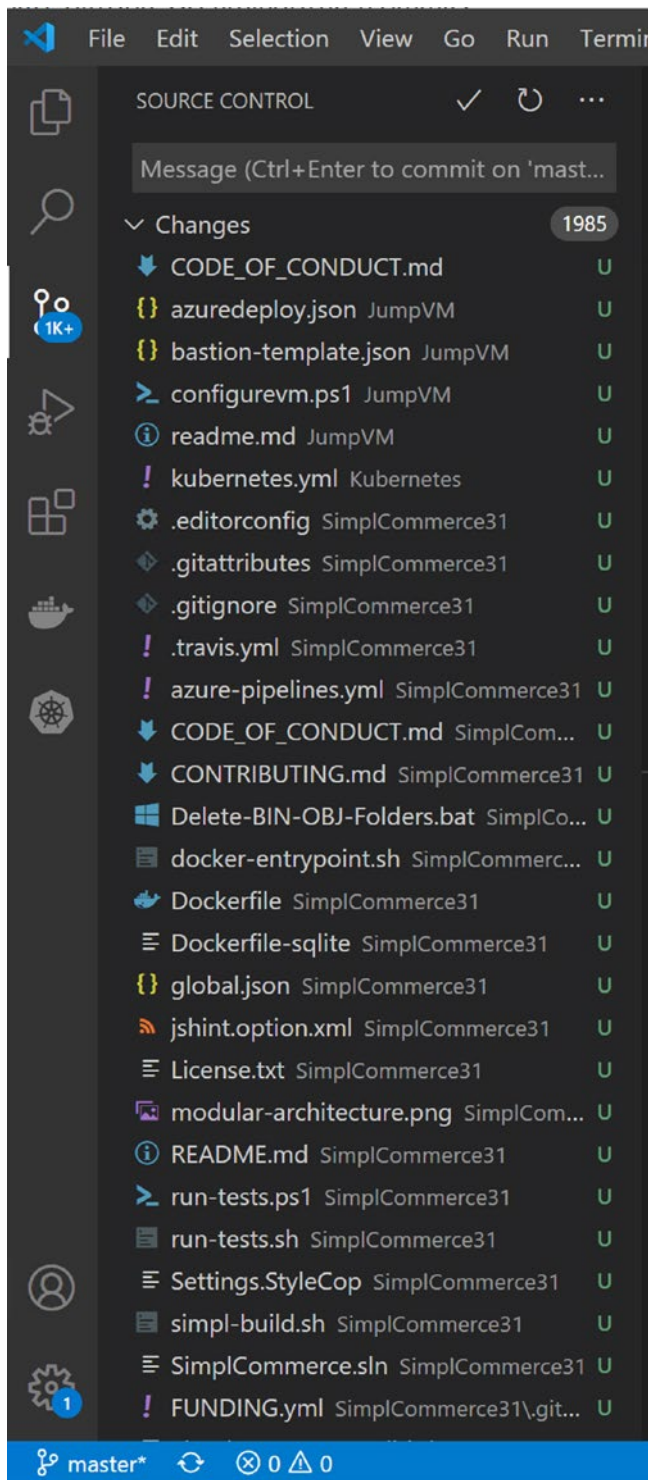 File Edit Selection View Go Run Termin
SOURCE CONTROL
Message (Ctrl+Enter to commit on 'mast...
Changes 1985
CODE_OF_CONDUCT.md U
azuredeploy.json JumpVM U
1K+
bastion-template.json JumpVM U
configurevm.ps1 JumpVM U
readme.md JumpVM U
kubernetes.yml Kubernetes U
.editorconfig SimplCommerce31 U
.gitattributes SimplCommerce31 U
.gitignore SimplCommerce31 U
.travis.yml SimplCommerce31 U
azure-pipelines.yml SimplCommerce31 U
CODE_OF_CONDUCT.md SimplCom... U
CONTRIBUTING.md SimplCommerce31 U
Delete-BIN-OBJ-Folders.bat SimplCo... U
docker-entrypoint.sh SimplCommerc... U
Dockerfile SimplCommerce31 U
Dockerfile-sqlite SimplCommerce31 U
global.json SimplCommerce31 U
jshint.option.xml SimplCommerce31 U
License.txt SimplCommerce31 U
modular-architecture.png SimplCom... U
README.md SimplCommerce31 U
run-tests.ps1 SimplCommerce31 U
run-tests.sh SimplCommerce31 U
Settings.StyleCop SimplCommerce31 U
simpl-build.sh SimplCommerce31 U
SimplCommerce.sln SimplCommerce31 U
1
FUNDING.yml SimplCommerce31\.git... U
master* 0 0